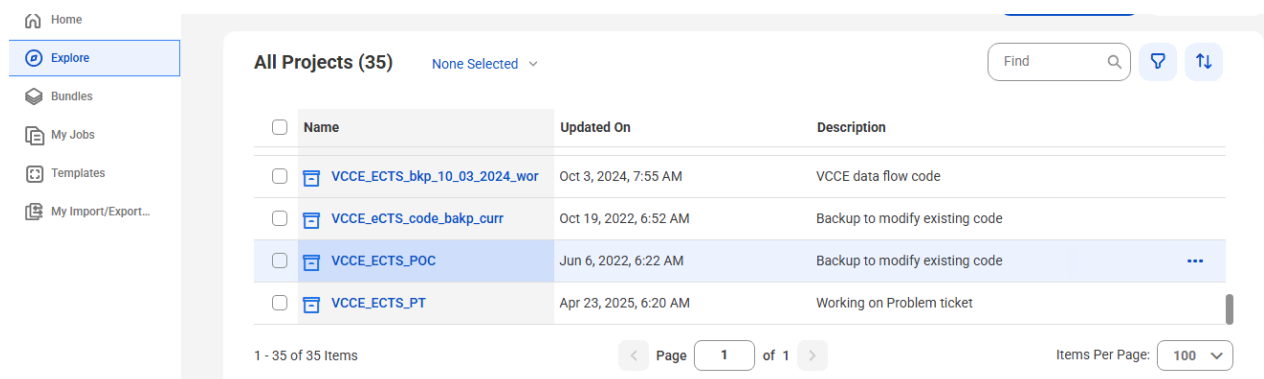 Home
Explore
Bundles
My Jobs
Templates
My Import/Export...
All Projects (35)
None Selected
Find
Name Updated On Description
VCCE_ECTS_bkp_10_03_2024_wor Oct 3, 2024, 7:55 AM VCCE data flow code
VCCE_eCTS_code_bakp_curr Oct 19, 2022, 6:52 AM Backup to modify existing code
VCCE_ECTS_POC Jun 6, 2022, 6:22 AM Backup to modify existing code
VCCE_ECTS_PT Apr 23, 2025, 6:20 AM Working on Problem ticket
1 - 35 of 35 Items Page 1 of 1 Items Per Page: 100